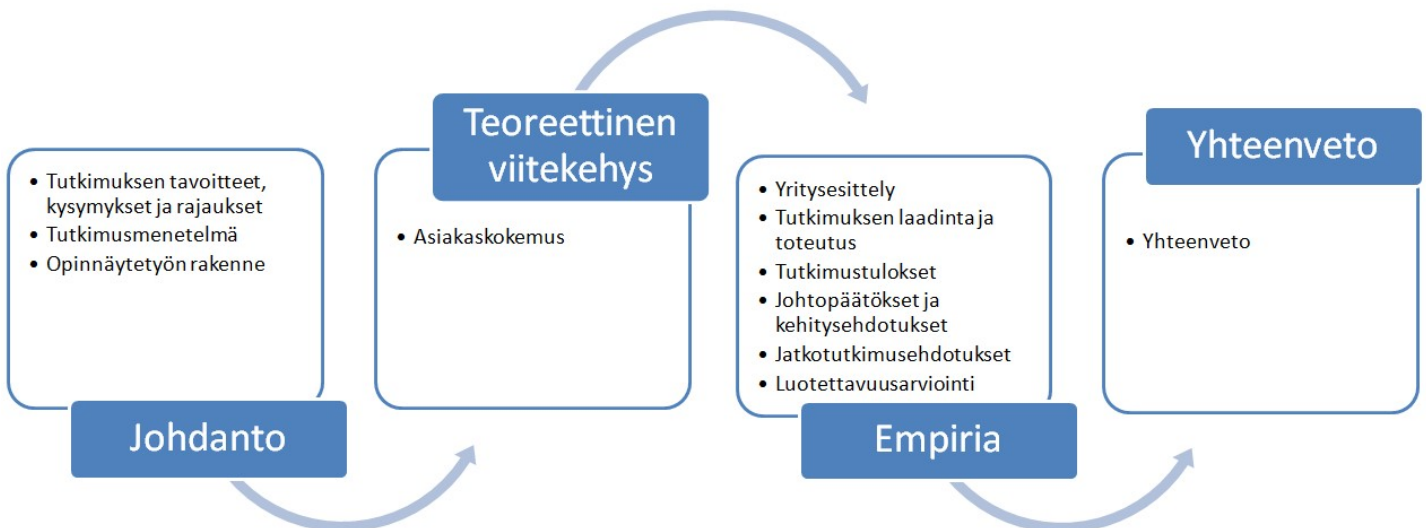 Johdanto
• Tutkimuksen tavoitteet,
kysymykset ja rajaukset
• Tutkimusmenetelmä
• Opinnäytetyön rakenne
Teoreettinen
viitekehys
• Asiakaskokemus
Empiria
• Yritysesittely
• Tutkimuksen laadinta ja
toteutus
• Tutkimustulokset
• Johtopäätökset ja
kehitysehdotukset
• Jatkotutkimusehdotukset
• Luotettavuusarviointi
Yhteenveto
• Yhteenveto